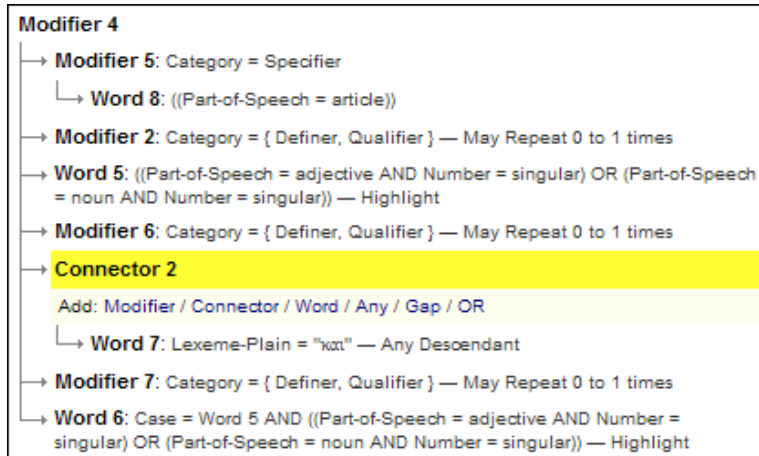 Modifier 4
Modifier 5: Category = Specifier
Word 8: ((Part-of-Speech = article))
Modifier 2: Category = { Definer, Qualifier } — May Repeat 0 to 1 times
Word 5: ((Part-of-Speech = adjective AND Number = singular) OR (Part-of-Speech
= noun AND Number = singular)) — Highlight
Modifier 6: Category = { Definer, Qualifier } — May Repeat 0 to 1 times
Connector 2
Add: Modifier / Connector / Word / Any / Gap / OR
Word 7: Lexeme-Plain = "και" — Any Descendant
Modifier 7: Category = { Definer, Qualifier } — May Repeat 0 to 1 times
Word 6: Case = Word 5 AND ((Part-of-Speech = adjective AND Number =
singular) OR (Part-of-Speech = noun AND Number = singular)) — Highlight